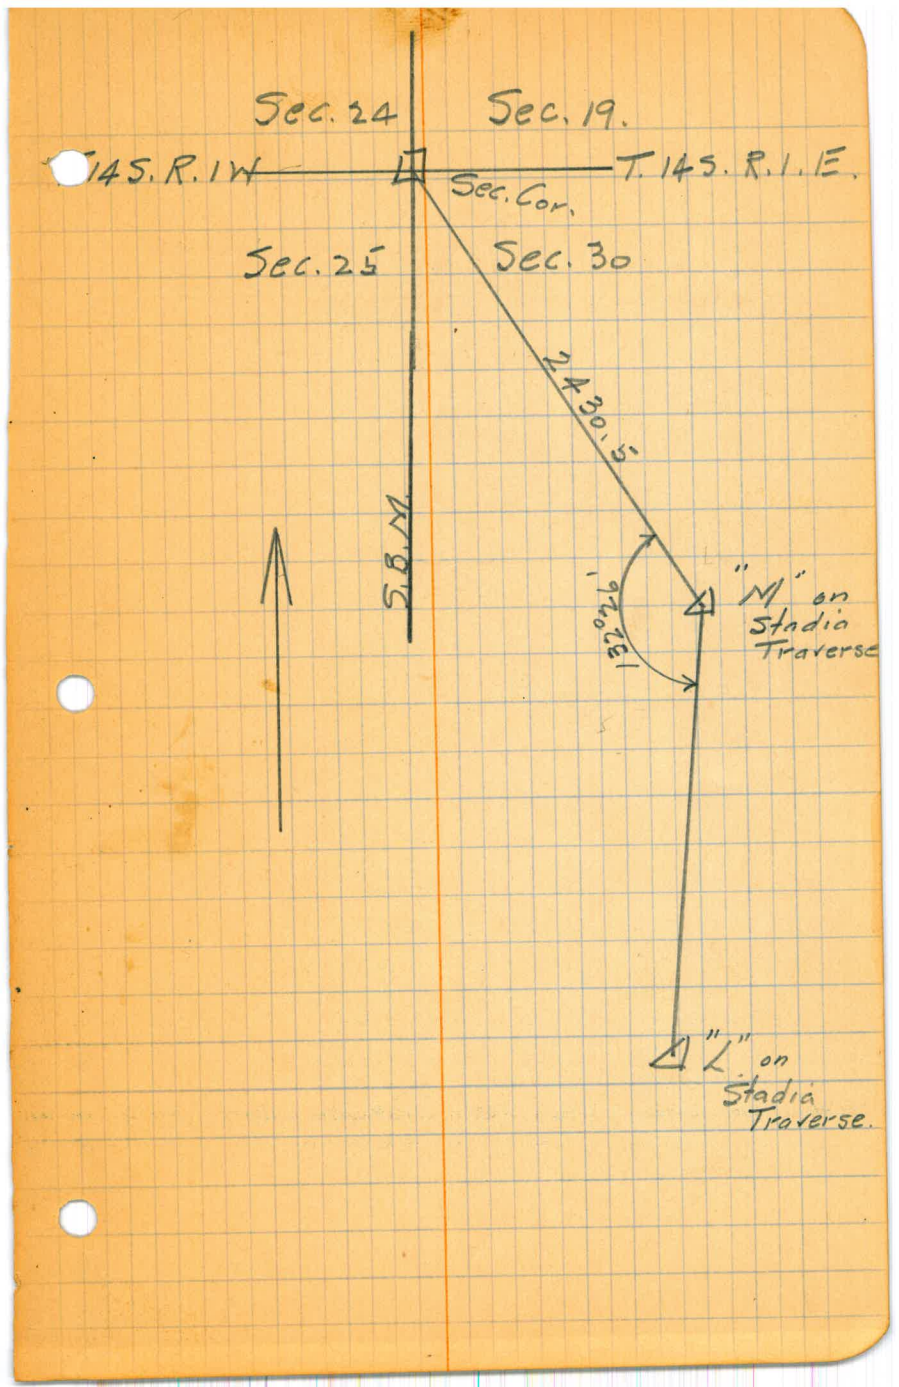 Sec. 24
Sec. 19.
T14 S. R. 1 W
T. 14 S. R. 1. E.
Sec. Cor.
Sec. 25
Sec. 30
2430.5
S.B.M.
132° 26'
"M" on
Stadia
Traverse
"L" on
Stadia
Traverse.